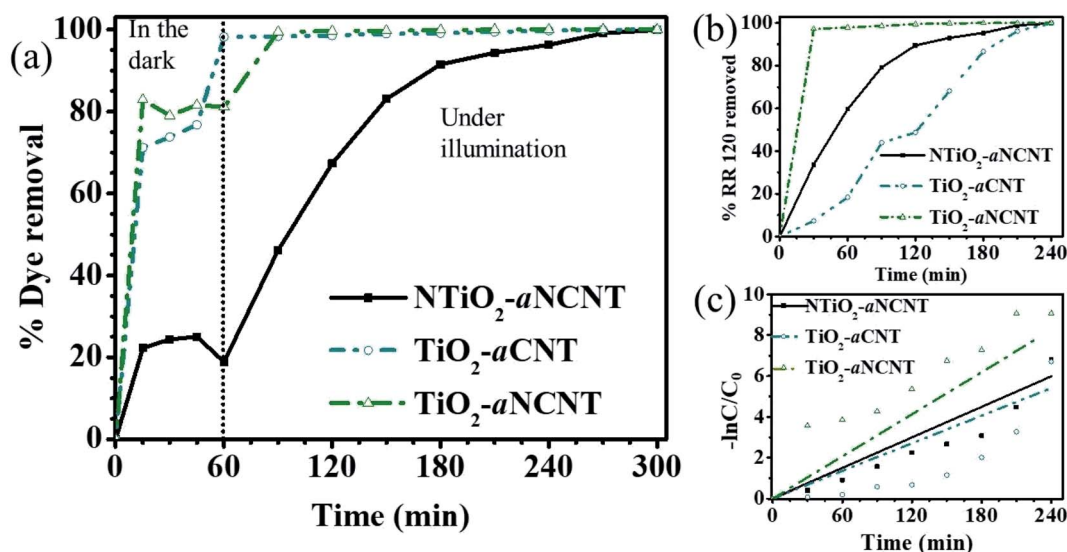 (a)
In the
dark
Under
illumination
NTiO₂-aNCNT
TiO₂-aCNT
TiO₂-aNCNT
% Dye removal
100
80
60
40
20
0
0 60 120 180 240 300
Time (min)
(b)
% RR 120 removed
100
80
60
40
20
0
NTiO₂-aNCNT
TiO₂-aCNT
TiO₂-aNCNT
0 60 120 180 240
Time (min)
(c)
-lnC/C₀
10
8
6
4
2
0
NTiO₂-aNCNT
TiO₂-aCNT
TiO₂-aNCNT
0 60 120 180 240
Time (min)